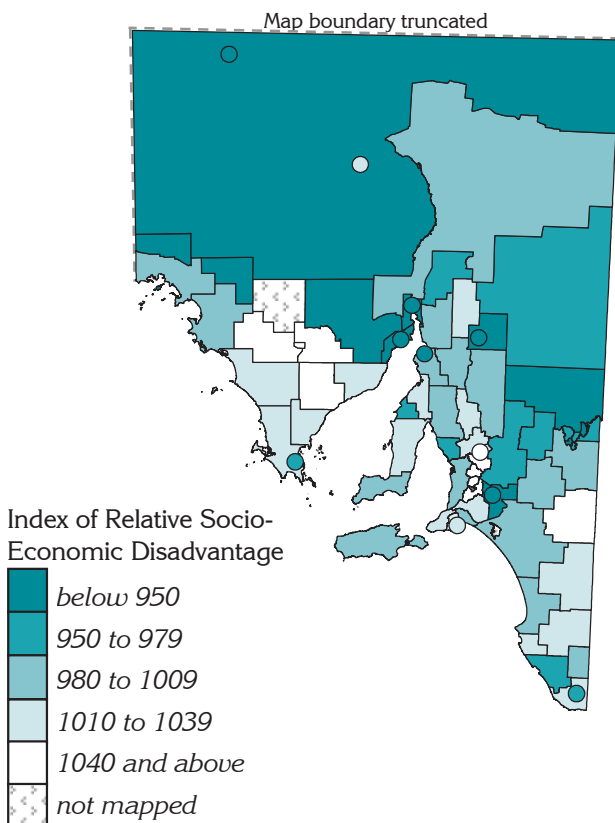 Map boundary truncated
Index of Relative Socio-
Economic Disadvantage
below 950
950 to 979
980 to 1009
1010 to 1039
1040 and above
not mapped